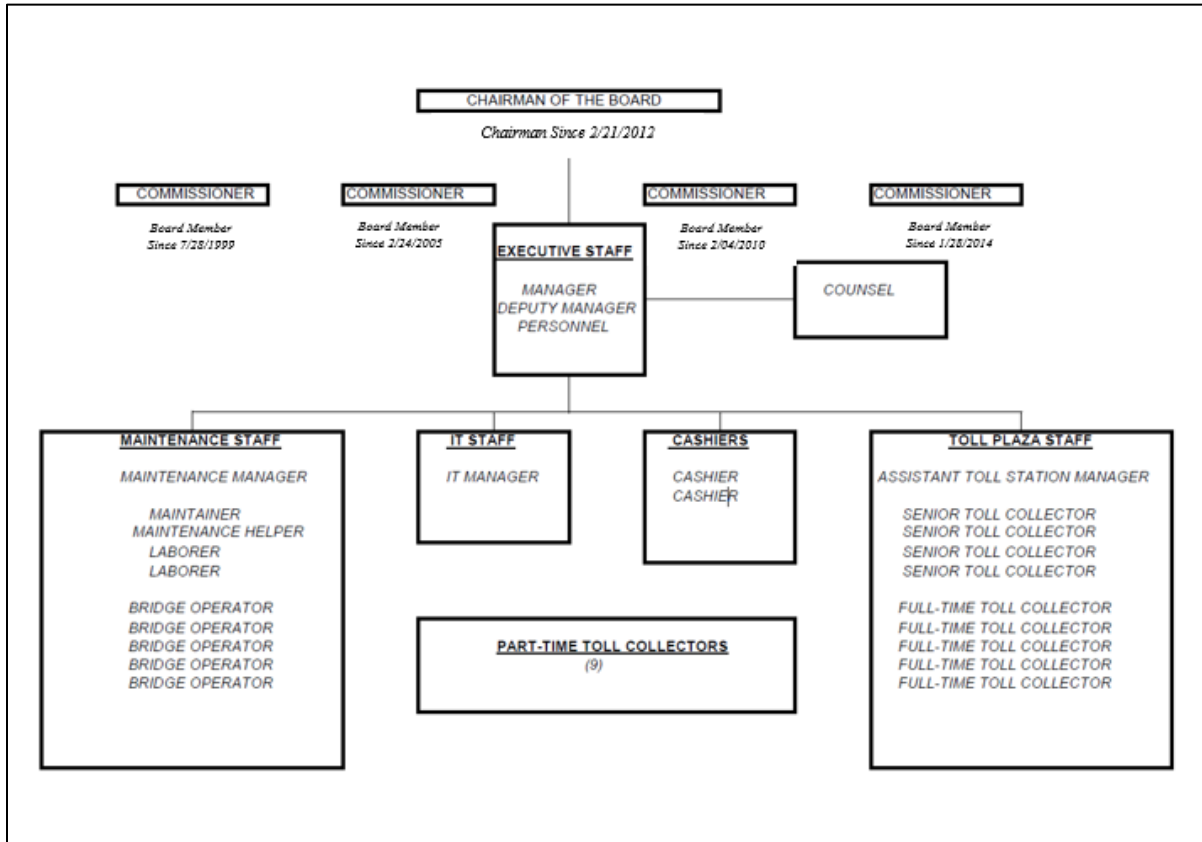 CHAIRMAN OF THE BOARD
Chairman Since 2/21/2012
COMMISSIONER
Board Member
Since 7/28/1999
COMMISSIONER
Board Member
Since 2/24/2005
COMMISSIONER
Board Member
Since 2/04/2010
COMMISSIONER
Board Member
Since 1/28/2014
EXECUTIVE STAFF
MANAGER
DEPUTY MANAGER
PERSONNEL
COUNSEL
MAINTENANCE STAFF
MAINTENANCE MANAGER
MAINTAINER
MAINTENANCE HELPER
LABORER
LABORER
BRIDGE OPERATOR
BRIDGE OPERATOR
BRIDGE OPERATOR
BRIDGE OPERATOR
BRIDGE OPERATOR
IT STAFF
IT MANAGER
CASHIERS
CASHIER
CASHIER
TOLL PLAZA STAFF
ASSISTANT TOLL STATION MANAGER
SENIOR TOLL COLLECTOR
SENIOR TOLL COLLECTOR
SENIOR TOLL COLLECTOR
SENIOR TOLL COLLECTOR
FULL-TIME TOLL COLLECTOR
FULL-TIME TOLL COLLECTOR
FULL-TIME TOLL COLLECTOR
FULL-TIME TOLL COLLECTOR
FULL-TIME TOLL COLLECTOR
PART-TIME TOLL COLLECTORS
(9)